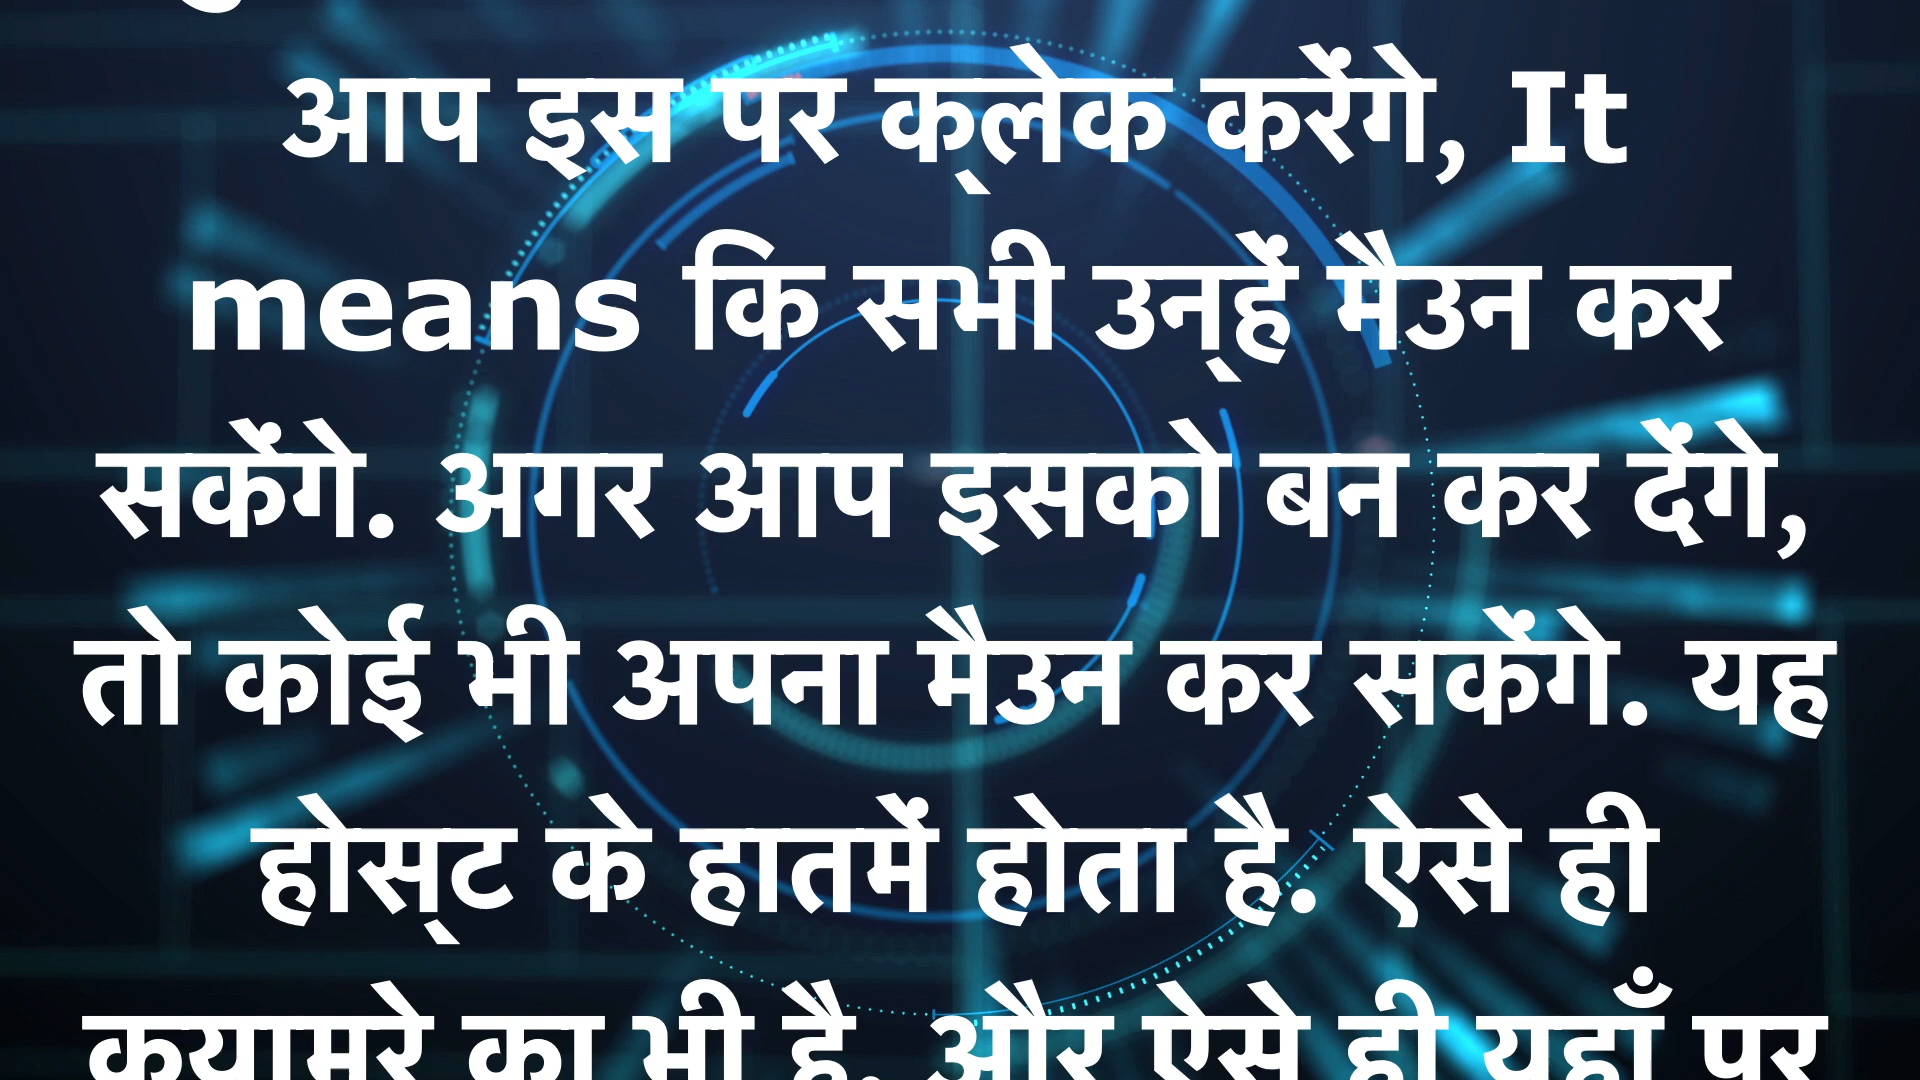 आप इस पर क्लेक करेंगे, It
means कि सभी उन्हें मैउन कर
सकेंगे. अगर आप इसको बन कर देंगे,
तो कोई भी अपना मैउन कर सकेंगे. यह
होस्ट के हातमें होता है. ऐसे ही
क्यामरे का भी है. और ऐसे ही यहाँ पर